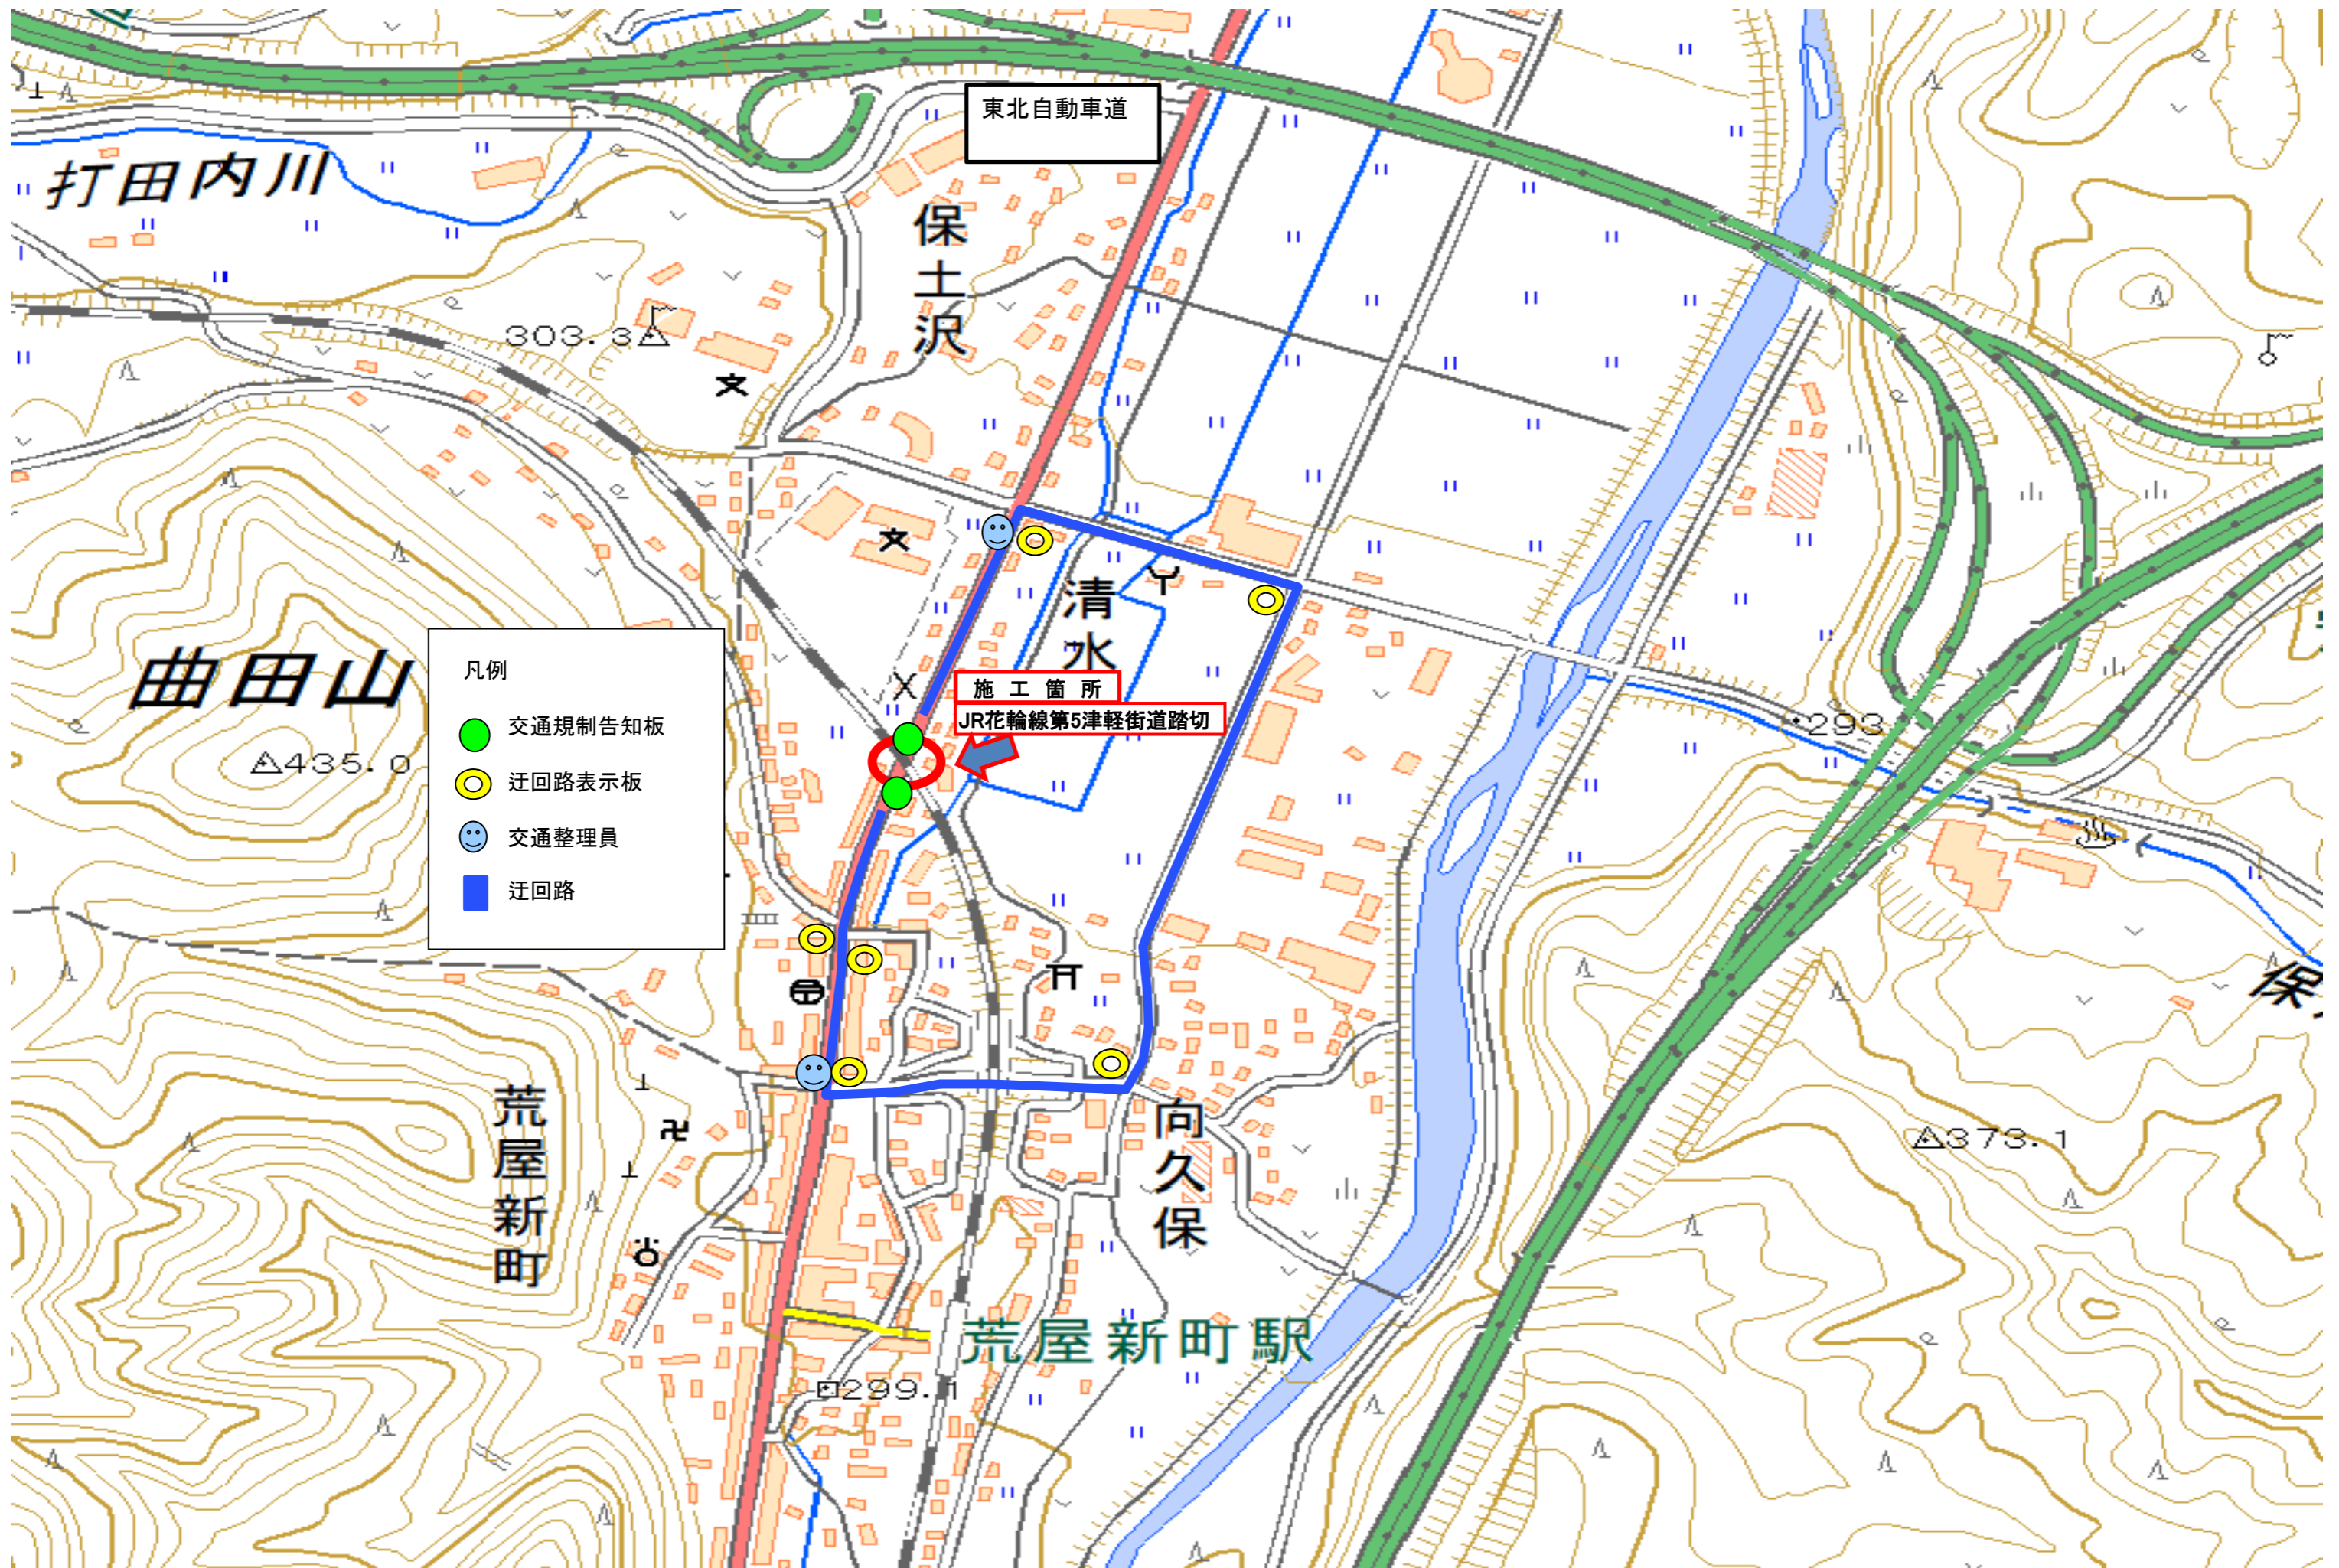 東北自動車道
打田内川
保土沢
303.3
清水
施工箇所
JR花輪線第5津軽街道踏切
曲田山
435.0
凡例
交通規制告知板
迂回路表示板
交通整理員
迂回路
293
保
荒屋新町
向久保
373.1
荒屋新町駅
299.1